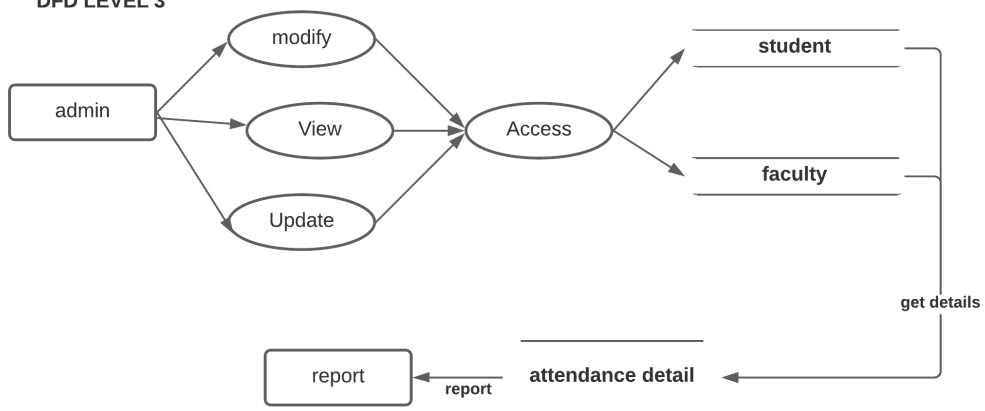 DFD LEVEL 3
modify
student
admin
View
Access
faculty
Update
get details
report
attendance detail
report